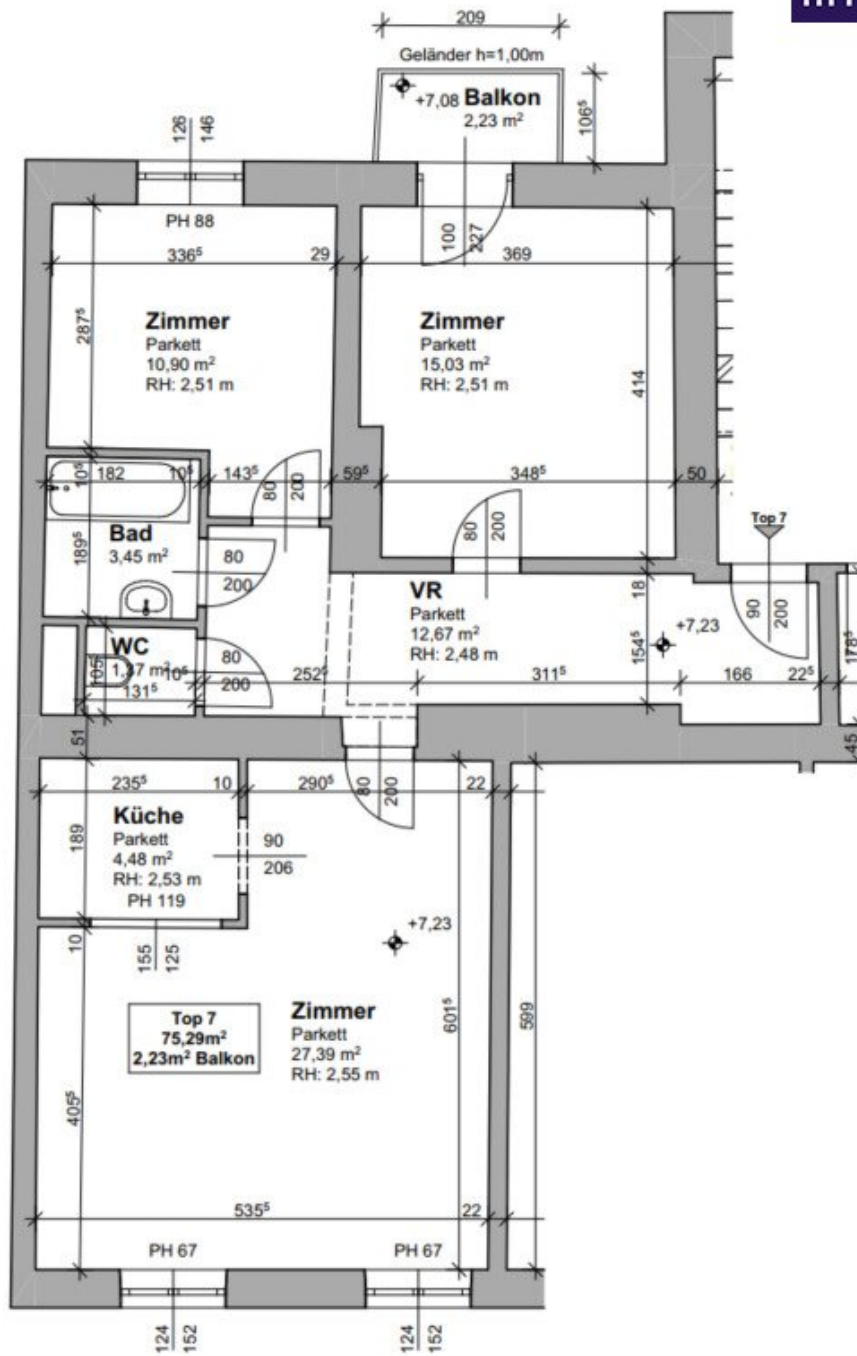 209
Geländer h=1,00m
+7,08 Balkon
2,23 m²
106⁵
126
146
PH 88
100
227
336⁵
29
369
287⁵
Zimmer
Parkett
10,90 m²
RH: 2,51 m
Zimmer
Parkett
15,03 m²
RH: 2,51 m
414
10⁵
182
10⁵
143⁵
80
200
59⁵
348⁵
50
Bad
3,45 m²
189⁵
80
200
80
200
Top 7
90
200
VR
Parkett
12,67 m²
RH: 2,48 m
18
154⁵
+7,23
178⁵
WC
105⁵
10⁵
131⁵
80
200
252⁵
311⁵
166
22⁵
51
45
235⁵
10
290⁵
80
200
22
Küche
Parkett
4,48 m²
RH: 2,53 m
PH 119
189
90
206
10
155
125
+7,23
Top 7
75,29m²
2,23m² Balkon
Zimmer
Parkett
27,39 m²
RH: 2,55 m
601⁵
599
405⁵
535⁵
22
PH 67
PH 67
124
152
124
152